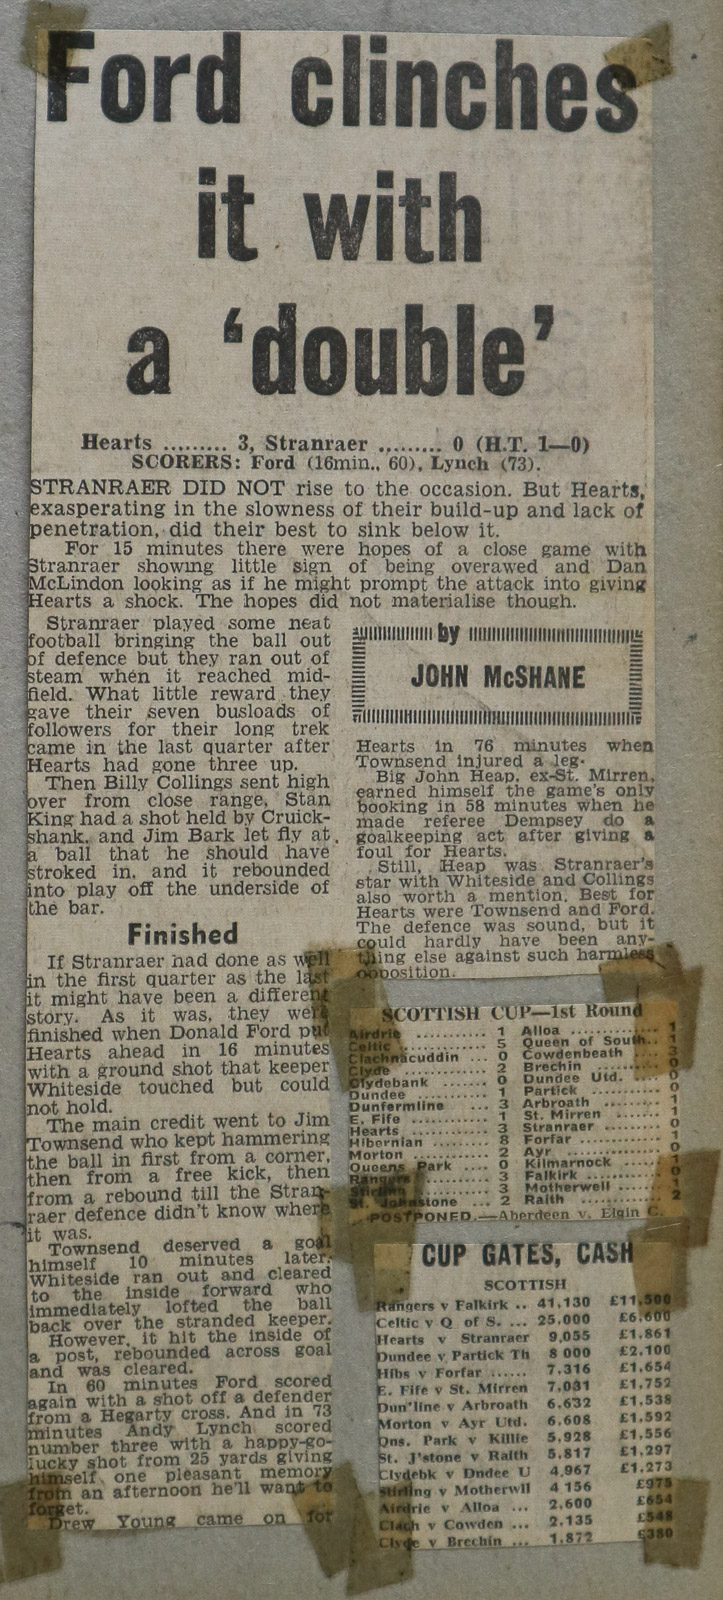 Ford clinches
it with
a ‘double’
Hearts ......... 3, Stranraer ......... 0 (H.T. 1—0)
SCORERS: Ford (16min., 60), Lynch (73).
STRANRAER DID NOT rise to the occasion. But Hearts,
exasperating in the slowness of their build-up and lack of
penetration, did their best to sink below it.
For 15 minutes there were hopes of a close game with
Stranraer showing little sign of being overawed and Dan
McLindon looking as if he might prompt the attack into giving
Hearts a shock. The hopes did not materialise though.
Stranraer played some neat
football bringing the ball out
of defence but they ran out of
steam when it reached mid-
field. What little reward they
gave their seven busloads of
followers for their long trek
came in the last quarter after
Hearts had gone three up.
Then Billy Collings sent high
over from close range, Stan
King had a shot held by Cruick-
shank, and Jim Bark let fly at
a ball that he should have
stroked in, and it rebounded
into play off the underside of
the bar.
Finished
If Stranraer had done as well
in the first quarter as the last
it might have been a different
story. As it was, they were
finished when Donald Ford put
Hearts ahead in 16 minutes
with a ground shot that keeper
Whiteside touched but could
not hold.
The main credit went to Jim
Townsend who kept hammering
the ball in first from a corner,
then from a free kick, then
from a rebound till the Stran-
raer defence didn't know where
it was.
Townsend deserved a goal
himself 10 minutes later.
Whiteside ran out and cleared
to the inside forward who
immediately lofted the ball
back over the stranded keeper.
However, it hit the inside of
a post, rebounded across goal
and was cleared.
In 60 minutes Ford scored
again with a shot off a defender
from a Hegarty cross. And in 73
minutes Andy Lynch scored
number three with a happy-go-
lucky shot from 25 yards giving
himself one pleasant memory
from an afternoon he'll want to
forget.
Drew Young came on for
by
JOHN McSHANE
Hearts in 76 minutes when
Townsend injured a leg.
Big John Heap, ex-St. Mirren,
earned himself the game's only
booking in 58 minutes when he
made referee Dempsey do a
goalkeeping act after giving a
foul for Hearts.
Still, Heap was Stranraer's
star with Whiteside and Collings
also worth a mention. Best for
Hearts were Townsend and Ford.
The defence was sound, but it
could hardly have been any-
thing else against such harmless
opposition.
SCOTTISH CUP—1st Round
Airdrie .......... 1 Alloa .......... 1
Celtic .......... 5 Queen of South.. 1
Clachnacuddin ... 0 Cowdenbeath ... 3
Clyde .......... 2 Brechin .......... 0
Clydebank ....... 0 Dundee Utd. .... 0
Dundee .......... 1 Partick .......... 0
Dunfermline .... 3 Arbroath ........ 1
E. Fife .......... 1 St. Mirren ...... 1
Hearts .......... 3 Stranraer ....... 0
Hibernian ....... 8 Forfar .......... 1
Morton .......... 2 Ayr .......... 0
Queens Park .... 0 Kilmarnock ..... 1
Rangers .......... 3 Falkirk .......... 0
Stirling .......... 3 Motherwell ..... 1
St. Johnstone ... 2 Raith .......... 2
POSTPONED.—Aberdeen v. Elgin C.
CUP GATES, CASH
SCOTTISH
Rangers v Falkirk .. 41,130 £11,500
Celtic v Q of S. ... 25,000 £6,600
Hearts v Stranraer 9,055 £1,861
Dundee v Partick Th 8 000 £2,100
Hibs v Forfar ...... 7,316 £1,654
E. Fife v St. Mirren 7,031 £1,752
Dun'line v Arbroath 6,632 £1,538
Morton v Ayr Utd. 6,608 £1,592
Qns. Park v Killie 5,928 £1,556
St. J'stone v Raith 5,817 £1,297
Clydebk v Dndee U 4,967 £1,273
Stirling v Motherwll 4 156 £975
Airdrie v Alloa ... 2,600 £654
Clach v Cowden ... 2,135 £548
Clyde v Brechin ... 1,872 £380